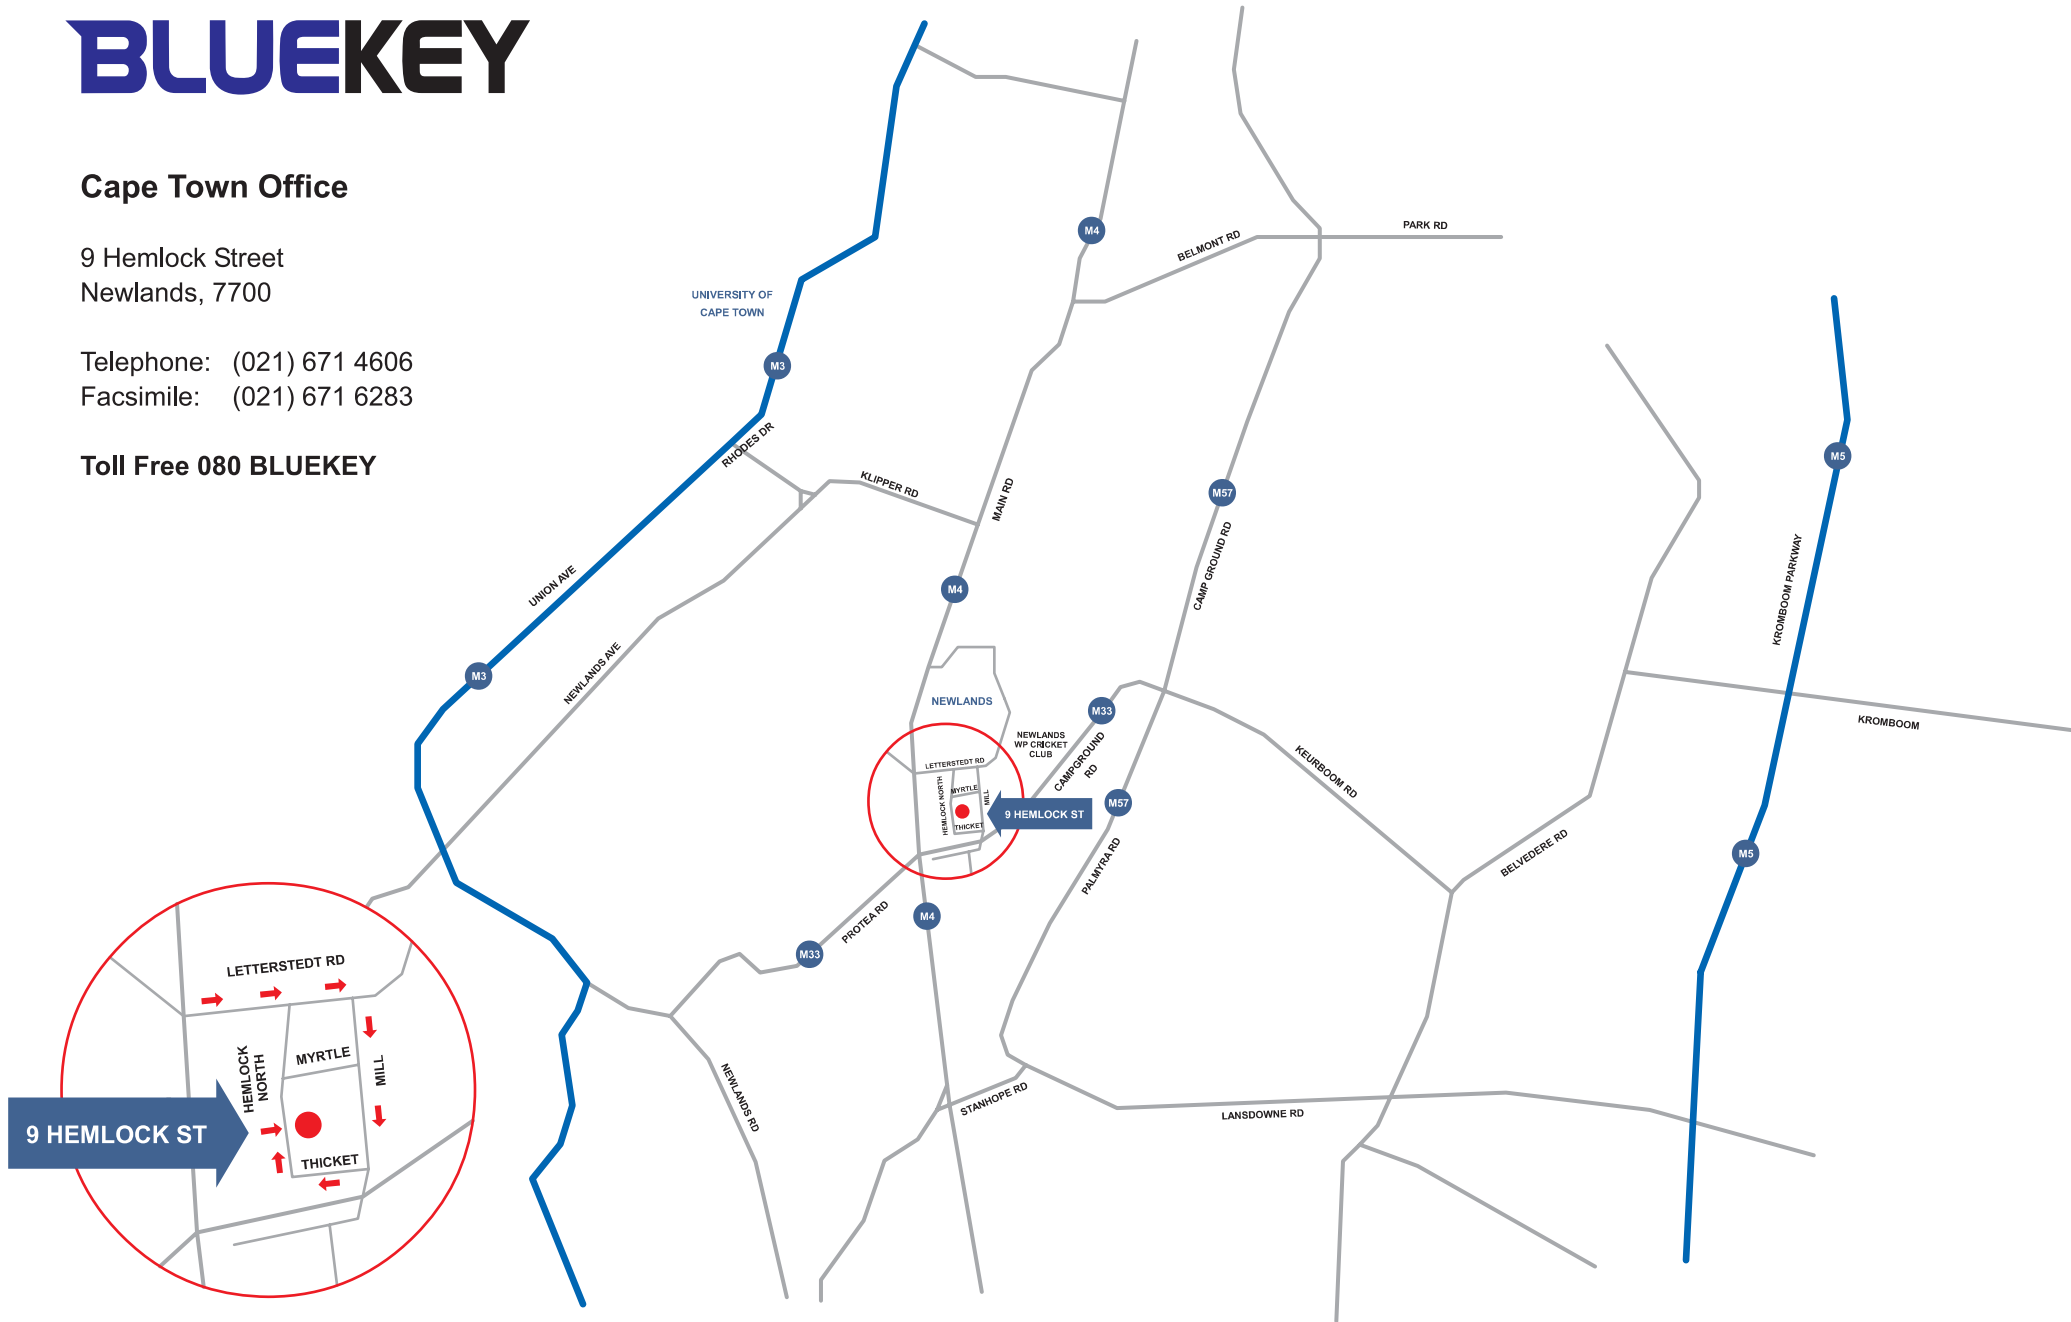 BLUEKEY
Cape Town Office
9 Hemlock Street
Newlands, 7700
Telephone: (021) 671 4606
Facsimile: (021) 671 6283
Toll Free 080 BLUEKEY
M4
PARK RD
BELMONT RD
UNIVERSITY OF
CAPE TOWN
M3
RHODES DR
KLIPPER RD
MAIN RD
M57
M5
CAMP GROUND RD
KROMBOOM PARKWAY
UNION AVE
M4
NEWLANDS AVE
M3
NEWLANDS
M33
NEWLANDS
WP CRICKET
CLUB
CAMPGROUND
RD
KROMBOOM
KEURBOOM RD
LETTERSTEDT RD
HEMLOCK NORTH
MYRTLE
MILL
THICKET
9 HEMLOCK ST
M57
PALMYRA RD
BELVEDERE RD
M5
PROTEA RD
M4
M33
LETTERSTEDT RD
HEMLOCK
NORTH
MYRTLE
MILL
9 HEMLOCK ST
THICKET
NEWLANDS RD
STANHOPE RD
LANSDOWNE RD